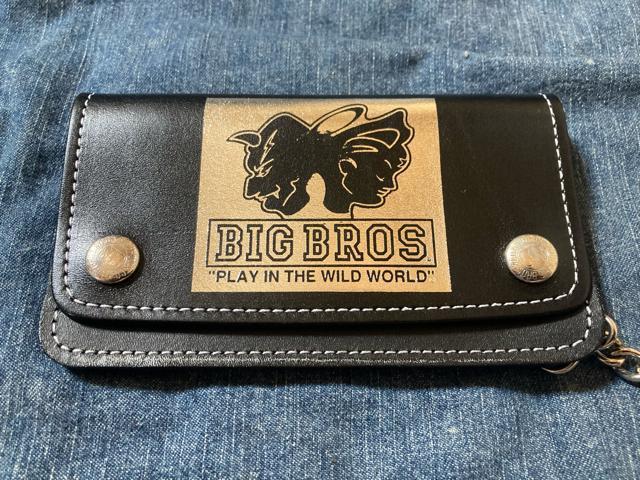 BIG BROS
"PLAY IN THE WILD WORLD"